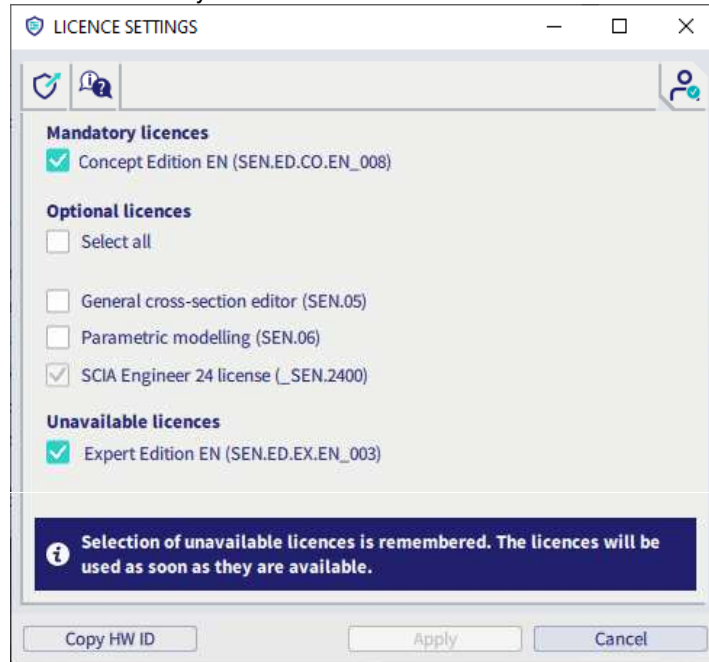 LICENCE SETTINGS
Mandatory licences
Concept Edition EN (SEN.ED.CO.EN_008)
Optional licences
Select all
General cross-section editor (SEN.05)
Parametric modelling (SEN.06)
SCIA Engineer 24 license (_SEN.2400)
Unavailable licences
Expert Edition EN (SEN.ED.EX.EN_003)
Selection of unavailable licences is remembered. The licences will be
used as soon as they are available.
Copy HW ID
Apply
Cancel